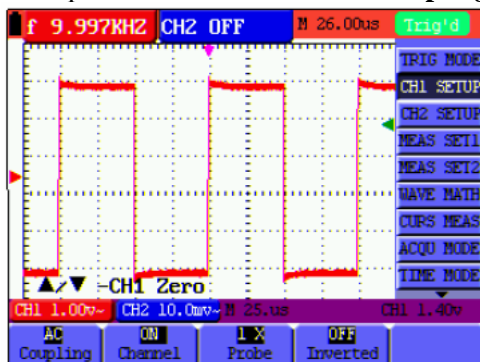 f 9.997KHZ CH2 OFF M 26.00us Trig'd
TRIG MODE
CH1 SETUP
CH2 SETUP
MEAS SET1
MEAS SET2
WAVE MATH
CURS MEAS
ACQU MODE
TIME MODE
▲/▼ -CH1 Zero
CH1 1.00v~ CH2 10.0mv~ M 25.us CH1 1.40v
AC ON 1 X OFF
Coupling Channel Probe Inverted